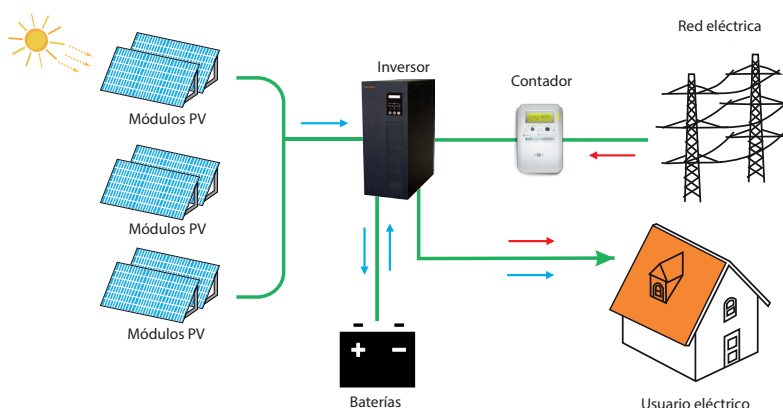 Red eléctrica
Inversor
Contador
Módulos PV
Módulos PV
Módulos PV
Baterías
Usuario eléctrico